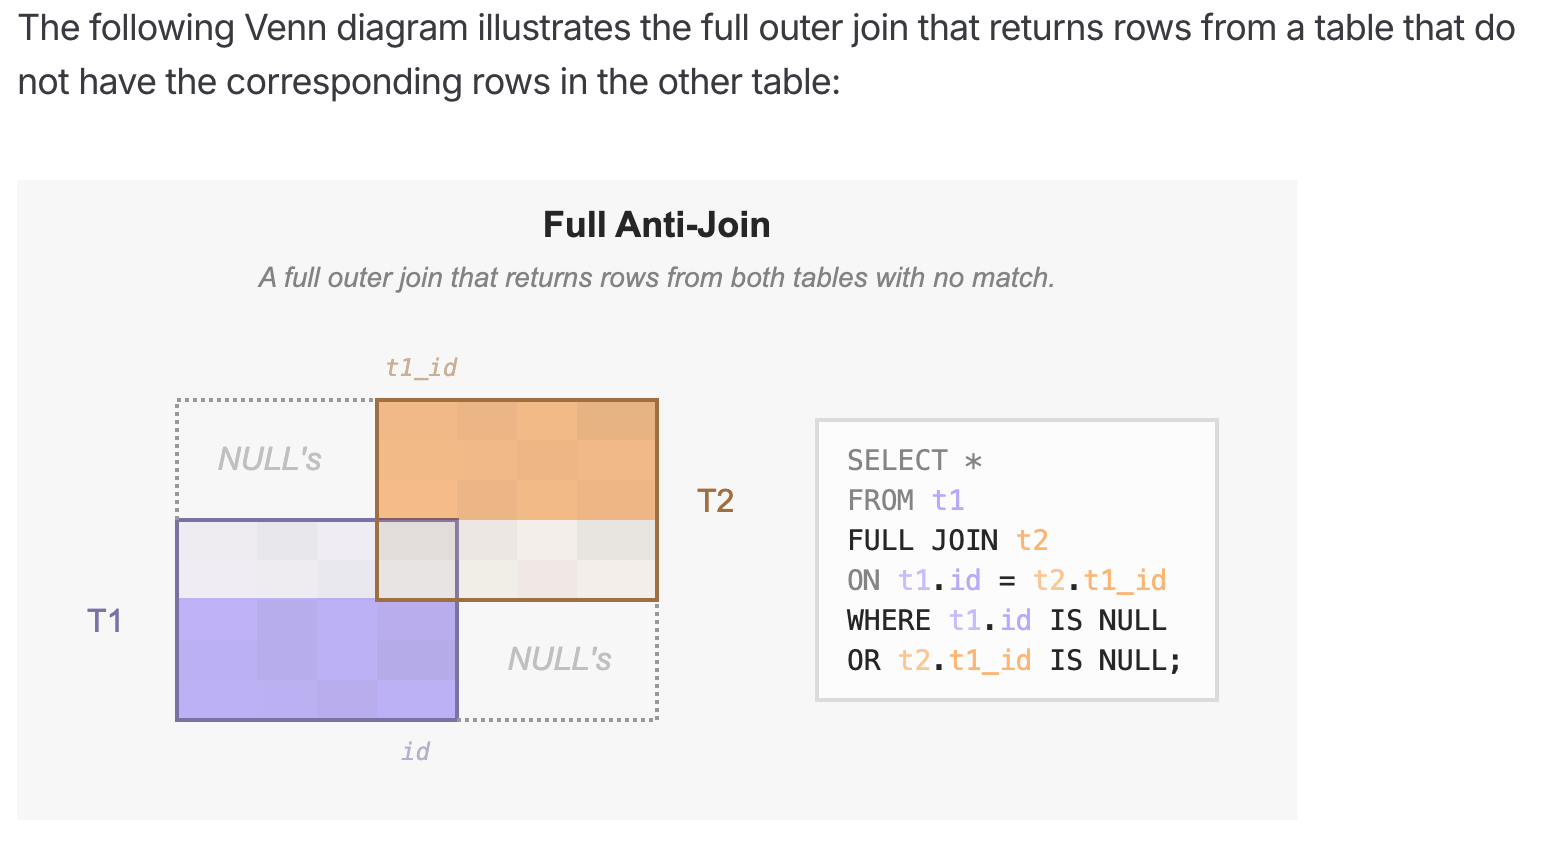 The following Venn diagram illustrates the full outer join that returns rows from a table that do
not have the corresponding rows in the other table:
Full Anti-Join
A full outer join that returns rows from both tables with no match.
t1_id
NULL's
T2
T1
NULL's
id
SELECT *
FROM t1
FULL JOIN t2
ON t1.id = t2.t1_id
WHERE t1.id IS NULL
OR t2.t1_id IS NULL;